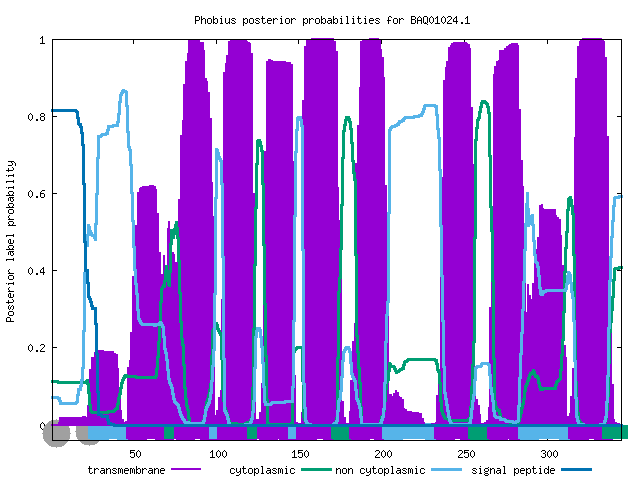 Phobius posterior probabilities for BAQ01024.1
1
0.8
0.6
0.4
0.2
0
Posterior label probability
50 100 150 200 250 300
transmembrane cytoplasmic non cytoplasmic signal peptide